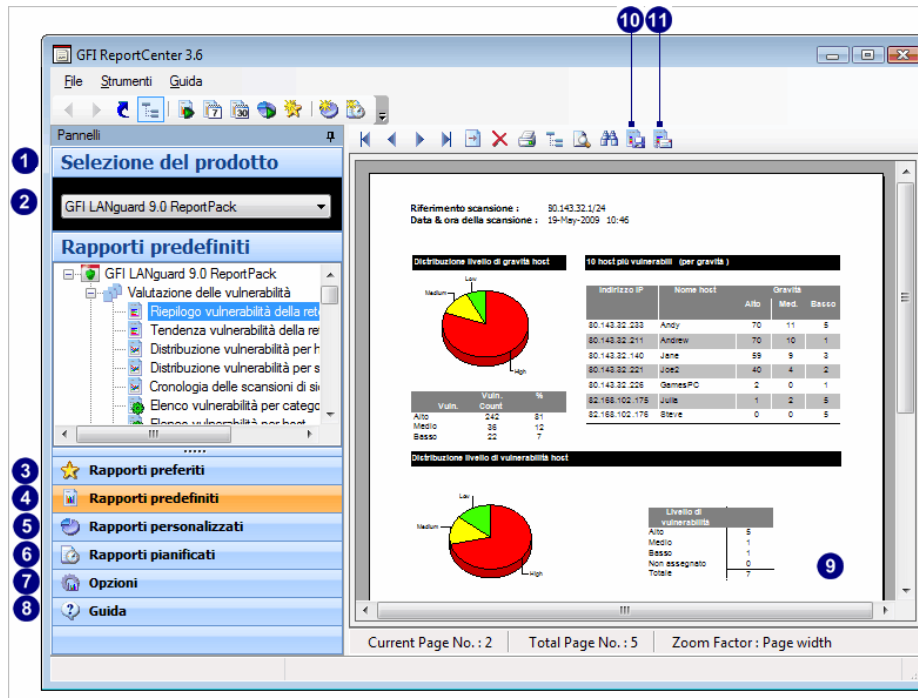 10 11
GFI ReportCenter 3.6
File Strumenti Guida
7 30
Pannelli
1 Selezione del prodotto
2 GFI LANguard 9.0 ReportPack
Rapporti predefiniti
GFI LANguard 9.0 ReportPack
Valutazione delle vulnerabilità
Riepilogo vulnerabilità della rete
Tendenza vulnerabilità della ret
Distribuzione vulnerabilità per h
Distribuzione vulnerabilità per s
Cronologia delle scansioni di si
Elenco vulnerabilità per catego
Elenco vulnerabilità per host
3 Rapporti preferiti
4 Rapporti predefiniti
5 Rapporti personalizzati
6 Rapporti pianificati
7 Opzioni
8 Guida
Riferimento scansione : 80.143.32.1/24
Data & ora della scansione : 19-May-2009 10:46
Distribuzione livello di gravità host
Low
Medium
High
Vuln. Vuln. Count %
Alto 242 81
Medio 36 12
Basso 22 7
10 host più vulnerabili (per gravità )
Indirizzo IP Nome host Gravità
Alto Med. Basso
80.143.32.233 Andy 70 11 5
80.143.32.211 Andrew 70 10 1
80.143.32.140 Jane 59 9 3
80.143.32.221 Joe2 40 4 2
80.143.32.226 GamesPC 2 0 1
82.168.102.175 Julia 1 2 5
82.168.102.176 Steve 0 0 5
Distribuzione livello di vulnerabilità host
Low
Medium
High
Livello di
vulnerabilità
Alto 5
Medio 1
Basso 1
Non assegnato 0
Totale 7
9
Current Page No. : 2 Total Page No. : 5 Zoom Factor : Page width